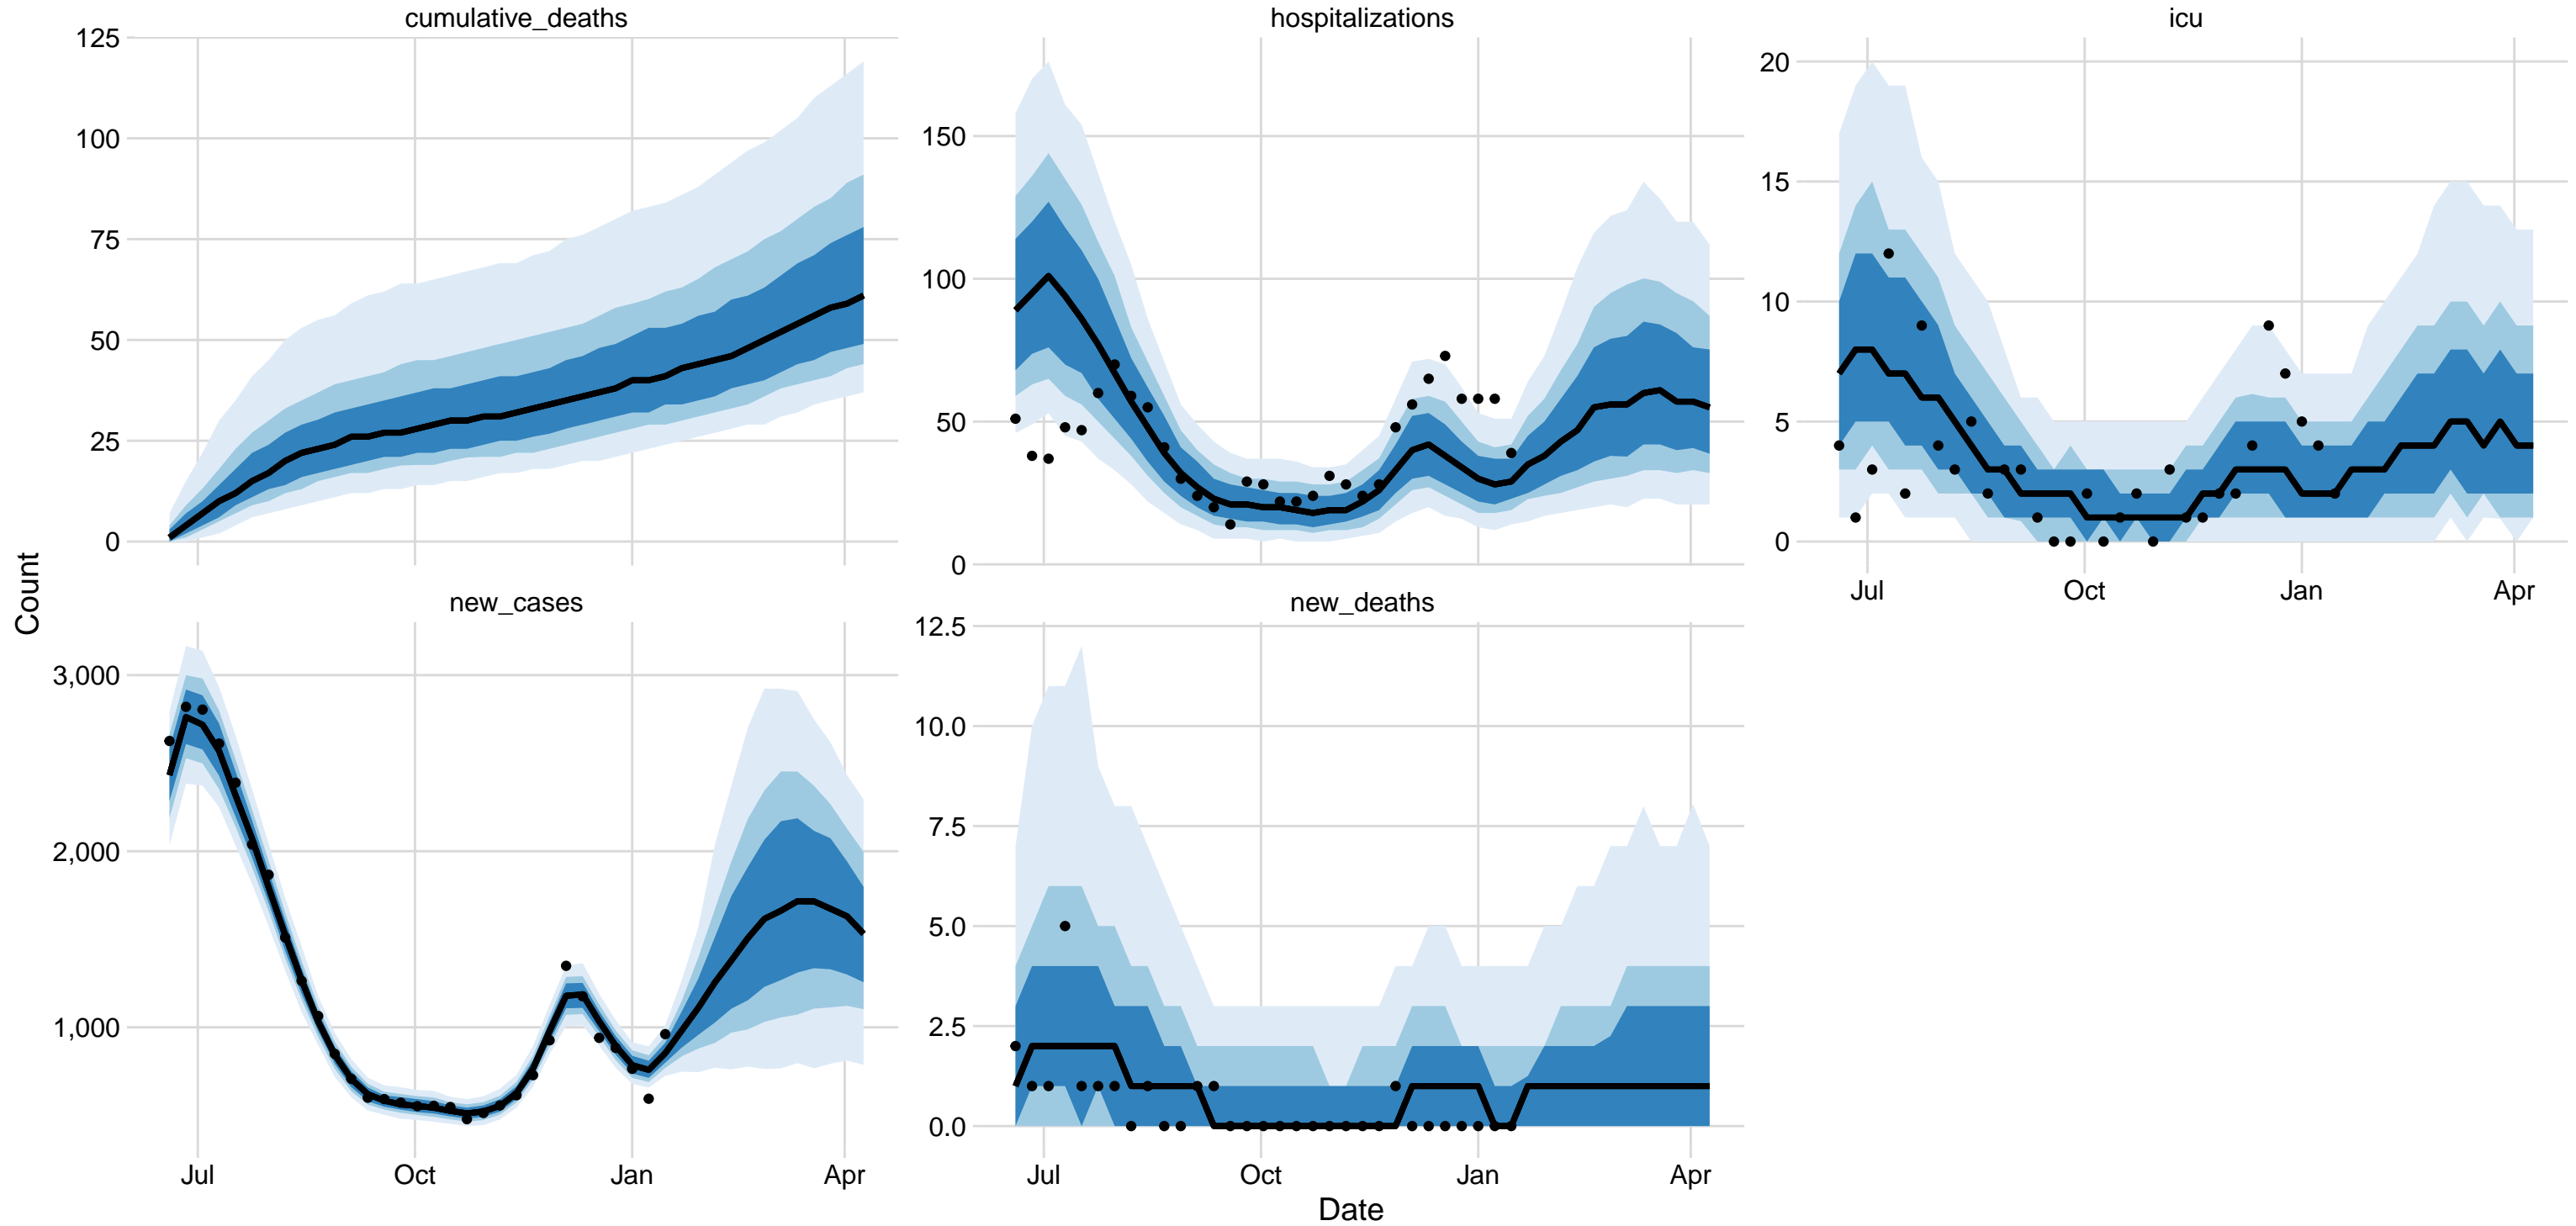 cumulative_deaths
125
100
75
50
25
0
hospitalizations
150
100
50
0
icu
20
15
10
5
0
Jul Oct Jan Apr
Count
new_cases
3,000
2,000
1,000
Jul Oct Jan Apr
new_deaths
12.5
10.0
7.5
5.0
2.5
0.0
Jul Oct Jan Apr
Date